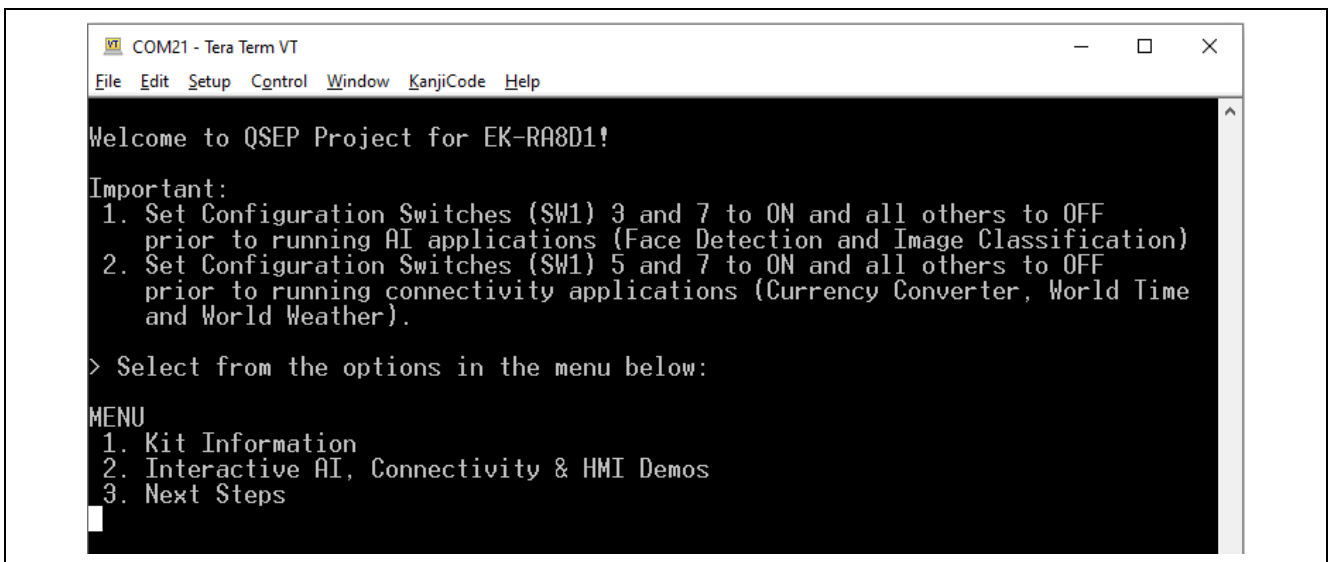 COM21 - Tera Term VT
File Edit Setup Control Window KanjiCode Help
Welcome to QSEP Project for EK-RA8D1!
Important:
1. Set Configuration Switches (SW1) 3 and 7 to ON and all others to OFF
prior to running AI applications (Face Detection and Image Classification)
2. Set Configuration Switches (SW1) 5 and 7 to ON and all others to OFF
prior to running connectivity applications (Currency Converter, World Time
and World Weather).
> Select from the options in the menu below:
MENU
1. Kit Information
2. Interactive AI, Connectivity & HMI Demos
3. Next Steps